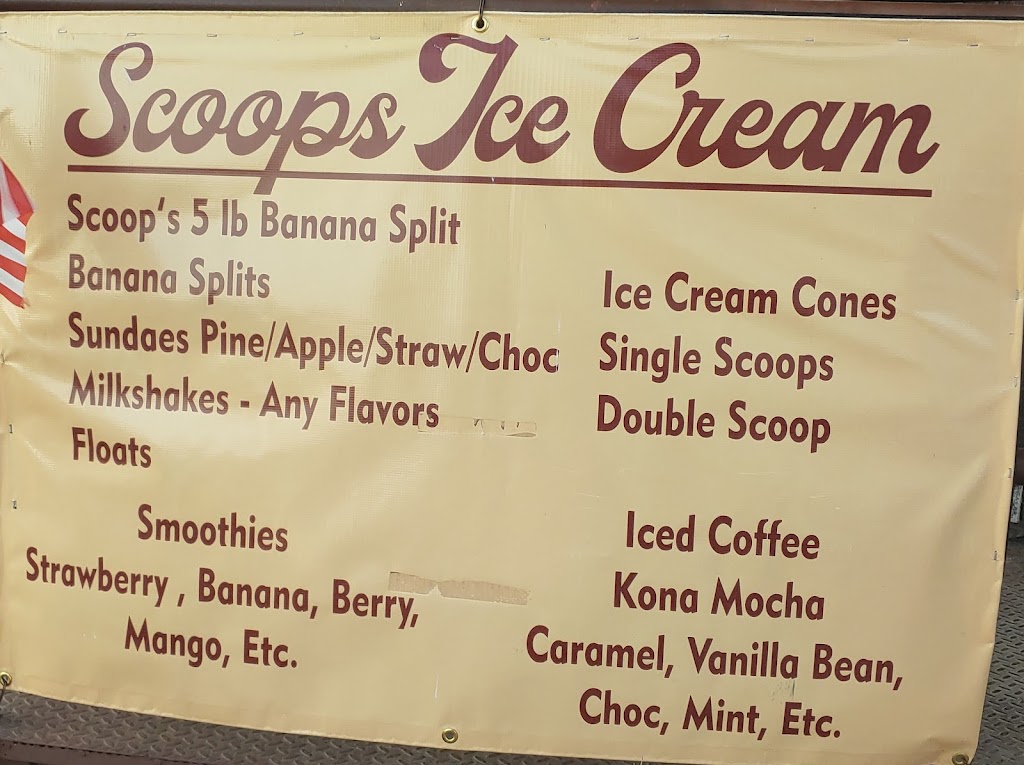 Scoops Ice Cream
Scoop's 5 lb Banana Split
Banana Splits
Sundaes Pine/Apple/Straw/Choc
Milkshakes - Any Flavors
Floats
Ice Cream Cones
Single Scoops
Double Scoop
Smoothies
Strawberry , Banana, Berry,
Mango, Etc.
Iced Coffee
Kona Mocha
Caramel, Vanilla Bean,
Choc, Mint, Etc.